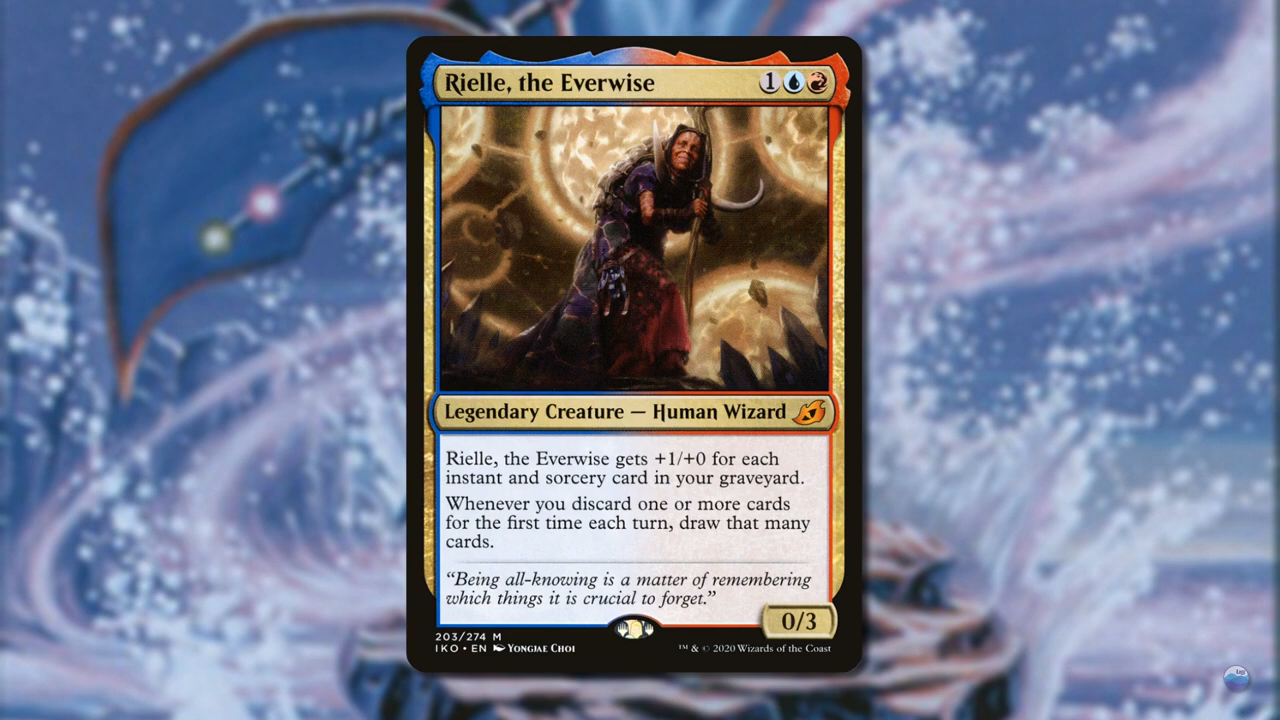 Rielle, the Everwise 1
Legendary Creature — Human Wizard
Rielle, the Everwise gets +1/+0 for each
instant and sorcery card in your graveyard.
Whenever you discard one or more cards
for the first time each turn, draw that many
cards.
“Being all-knowing is a matter of remembering
which things it is crucial to forget.”
0/3
203/274 M
IKO • EN Yongjae Choi
™ & © 2020 Wizards of the Coast